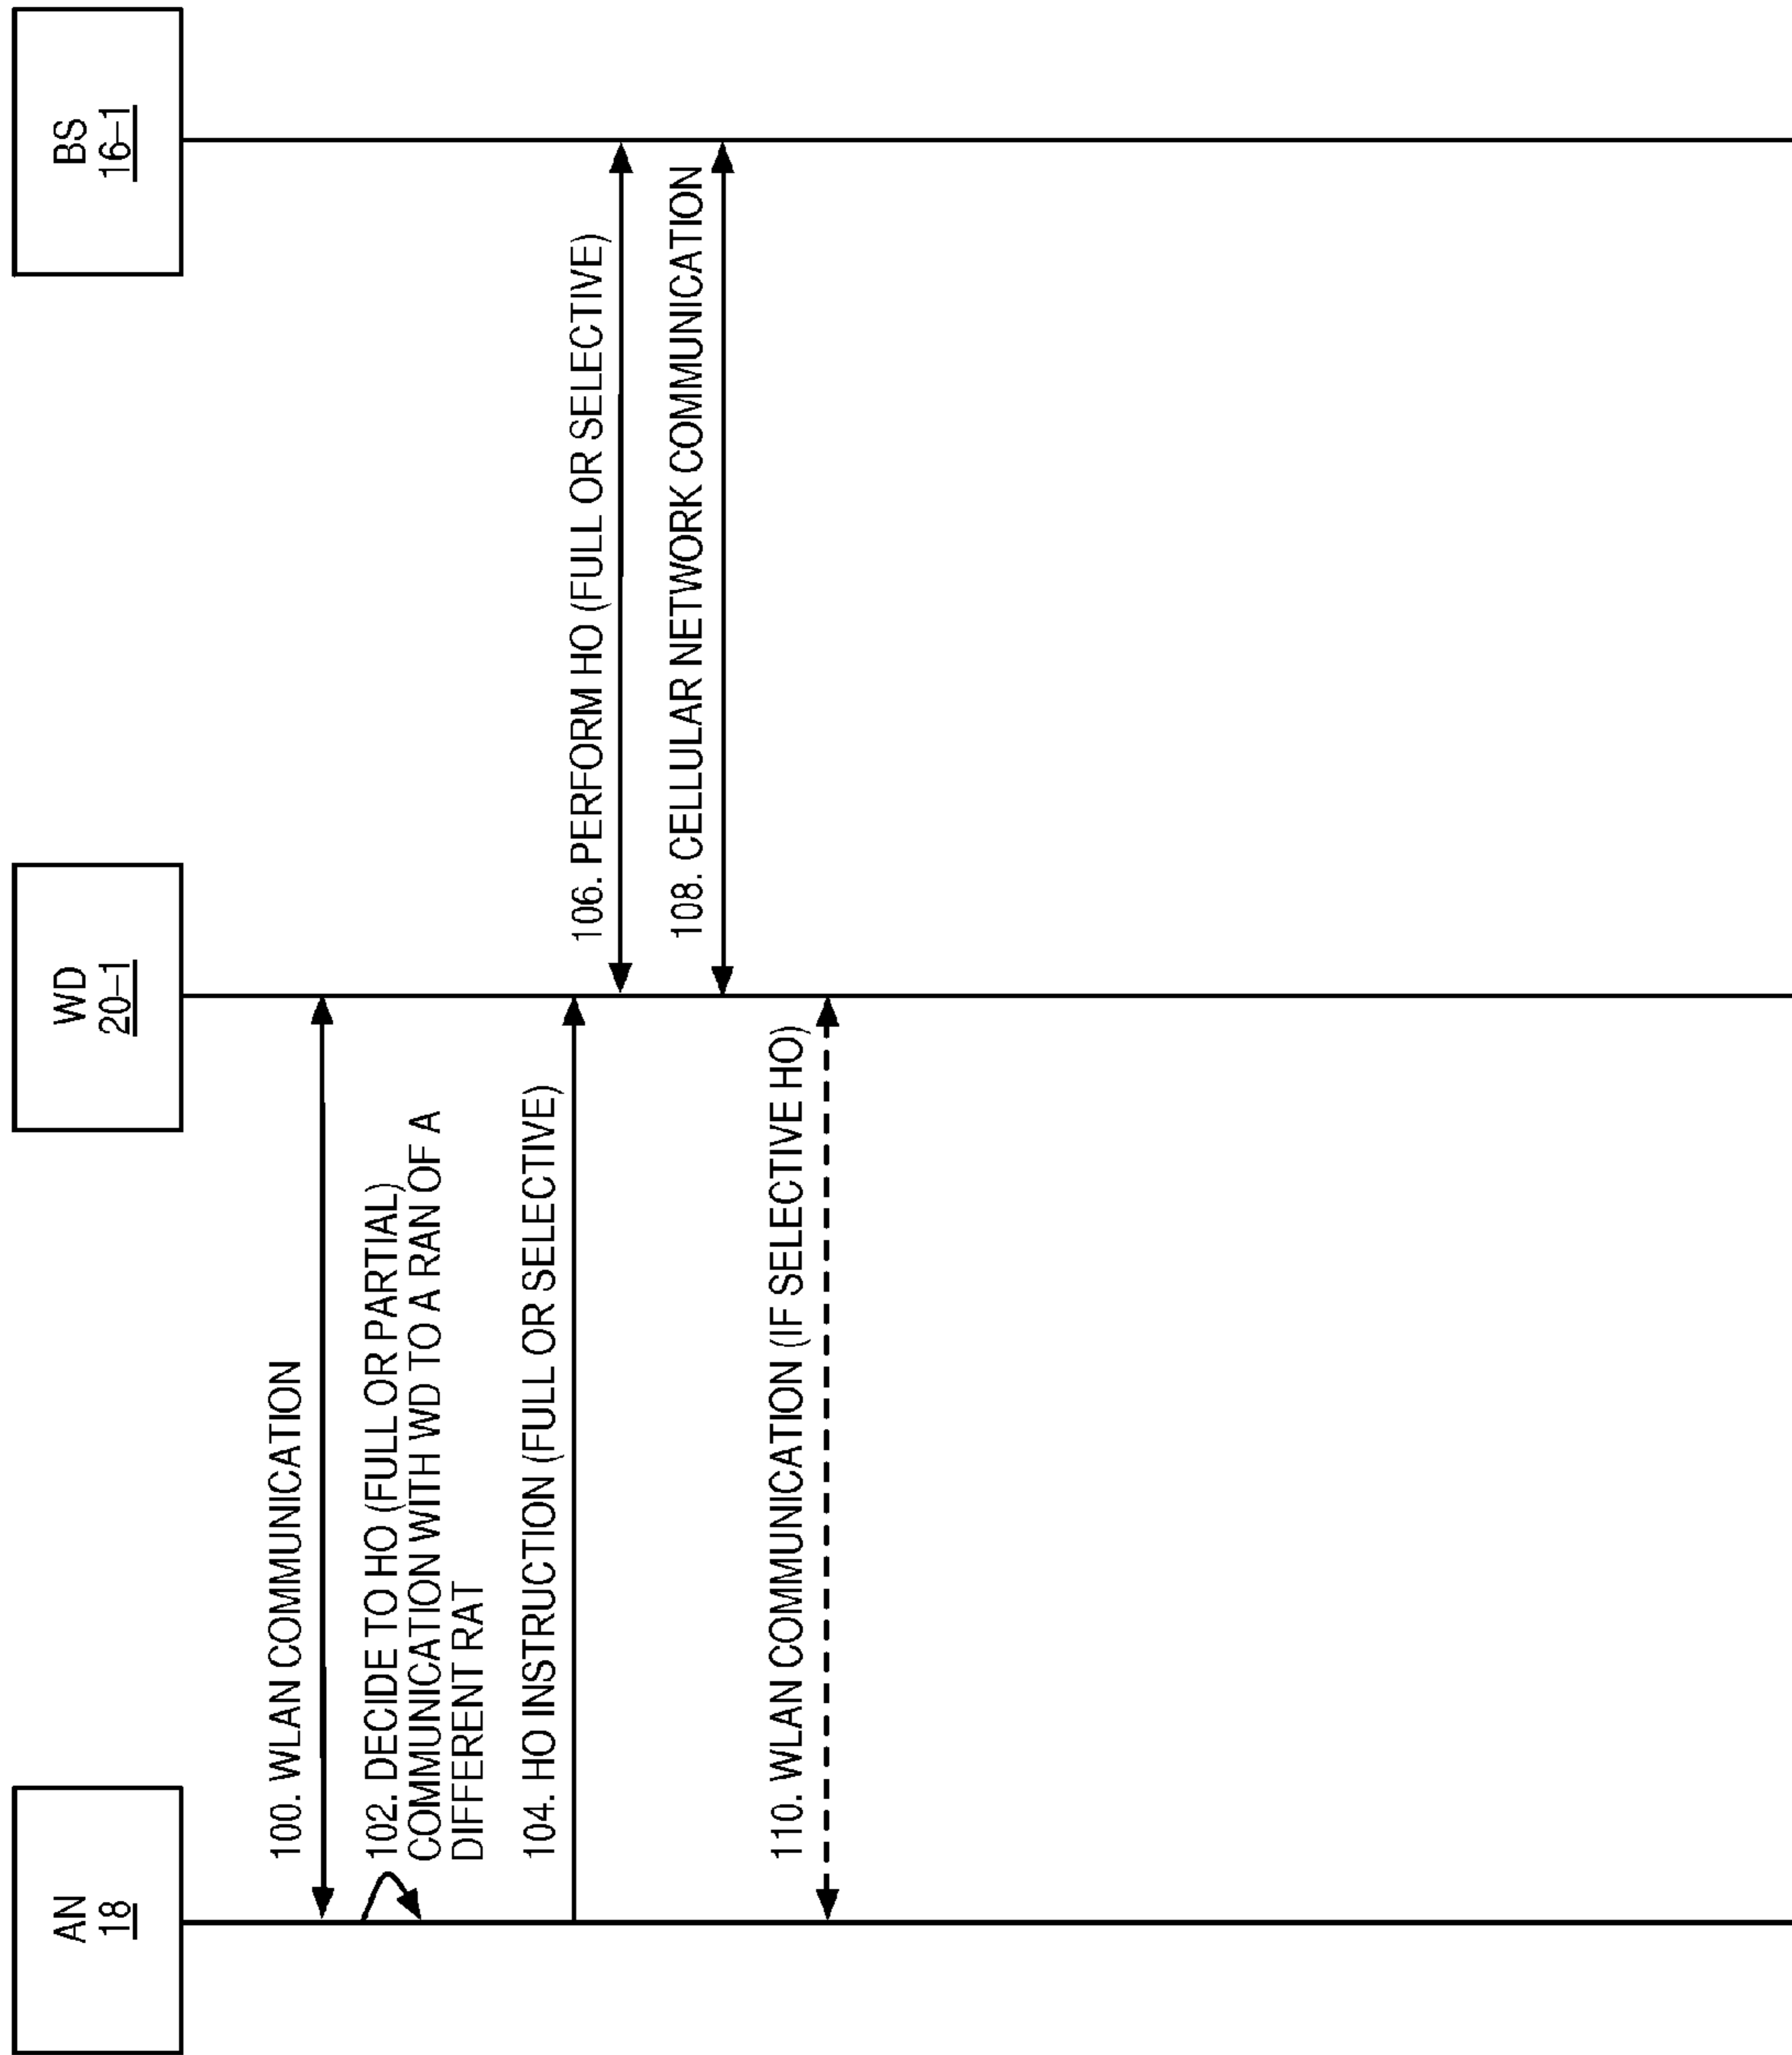 AN
18
WD
20-1
BS
16-1
100. WLAN COMMUNICATION
102. DECIDE TO HO (FULL OR PARTIAL)
COMMUNICATION WITH WD TO A RAN OF A
DIFFERENT RAT
104. HO INSTRUCTION (FULL OR SELECTIVE)
106. PERFORM HO (FULL OR SELECTIVE)
108. CELLULAR NETWORK COMMUNICATION
110. WLAN COMMUNICATION (IF SELECTIVE HO)